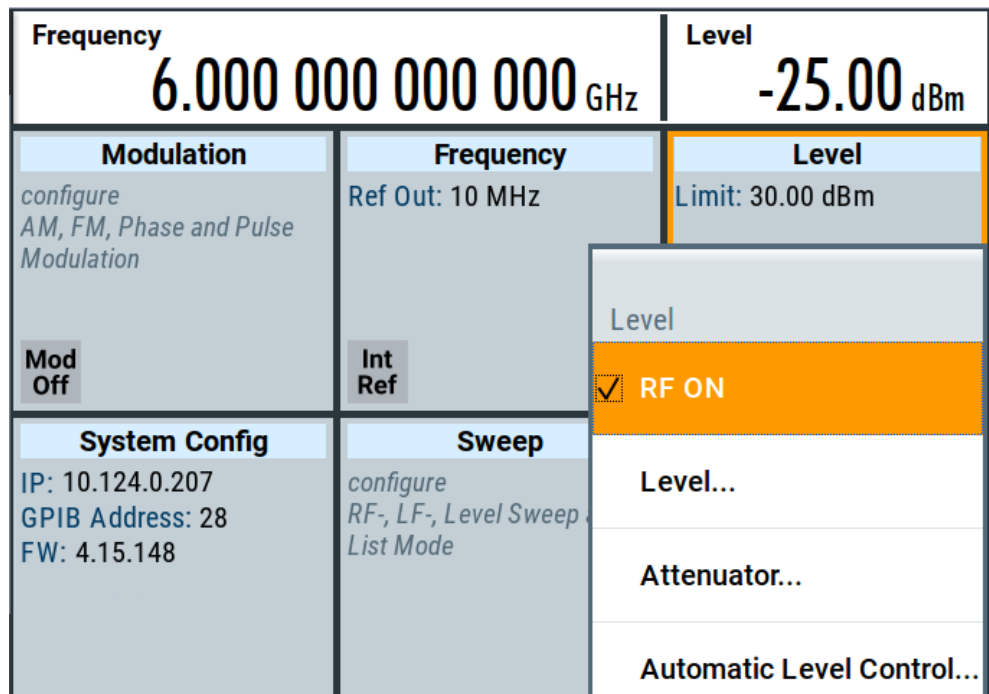 Frequency
6.000 000 000 000 GHz
Level
-25.00 dBm
Modulation
configure
AM, FM, Phase and Pulse
Modulation
Mod
Off
Frequency
Ref Out: 10 MHz
Int
Ref
Level
Limit: 30.00 dBm
System Config
IP: 10.124.0.207
GPIB Address: 28
FW: 4.15.148
Sweep
configure
RF-, LF-, Level Sweep
List Mode
Level
RF ON
Level...
Attenuator...
Automatic Level Control...